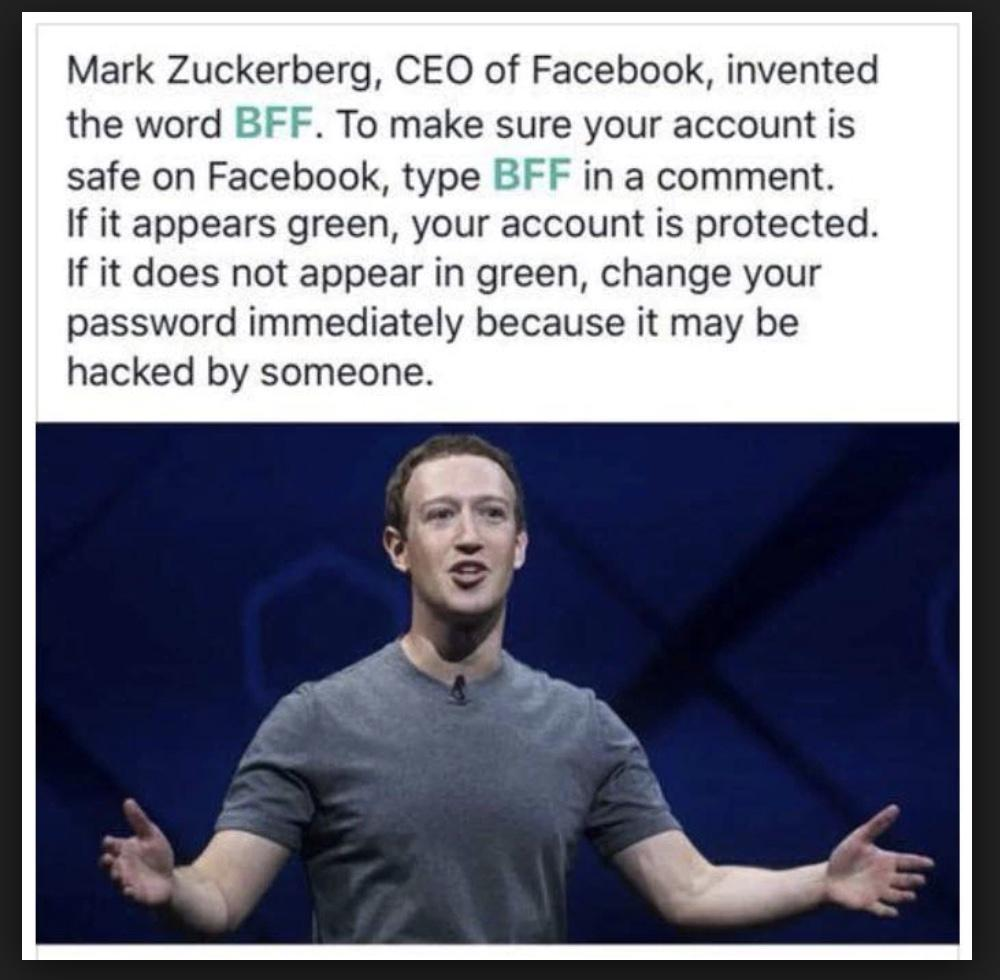 Mark Zuckerberg, CEO of Facebook, invented
the word BFF. To make sure your account is
safe on Facebook, type BFF in a comment.
If it appears green, your account is protected.
If it does not appear in green, change your
password immediately because it may be
hacked by someone.